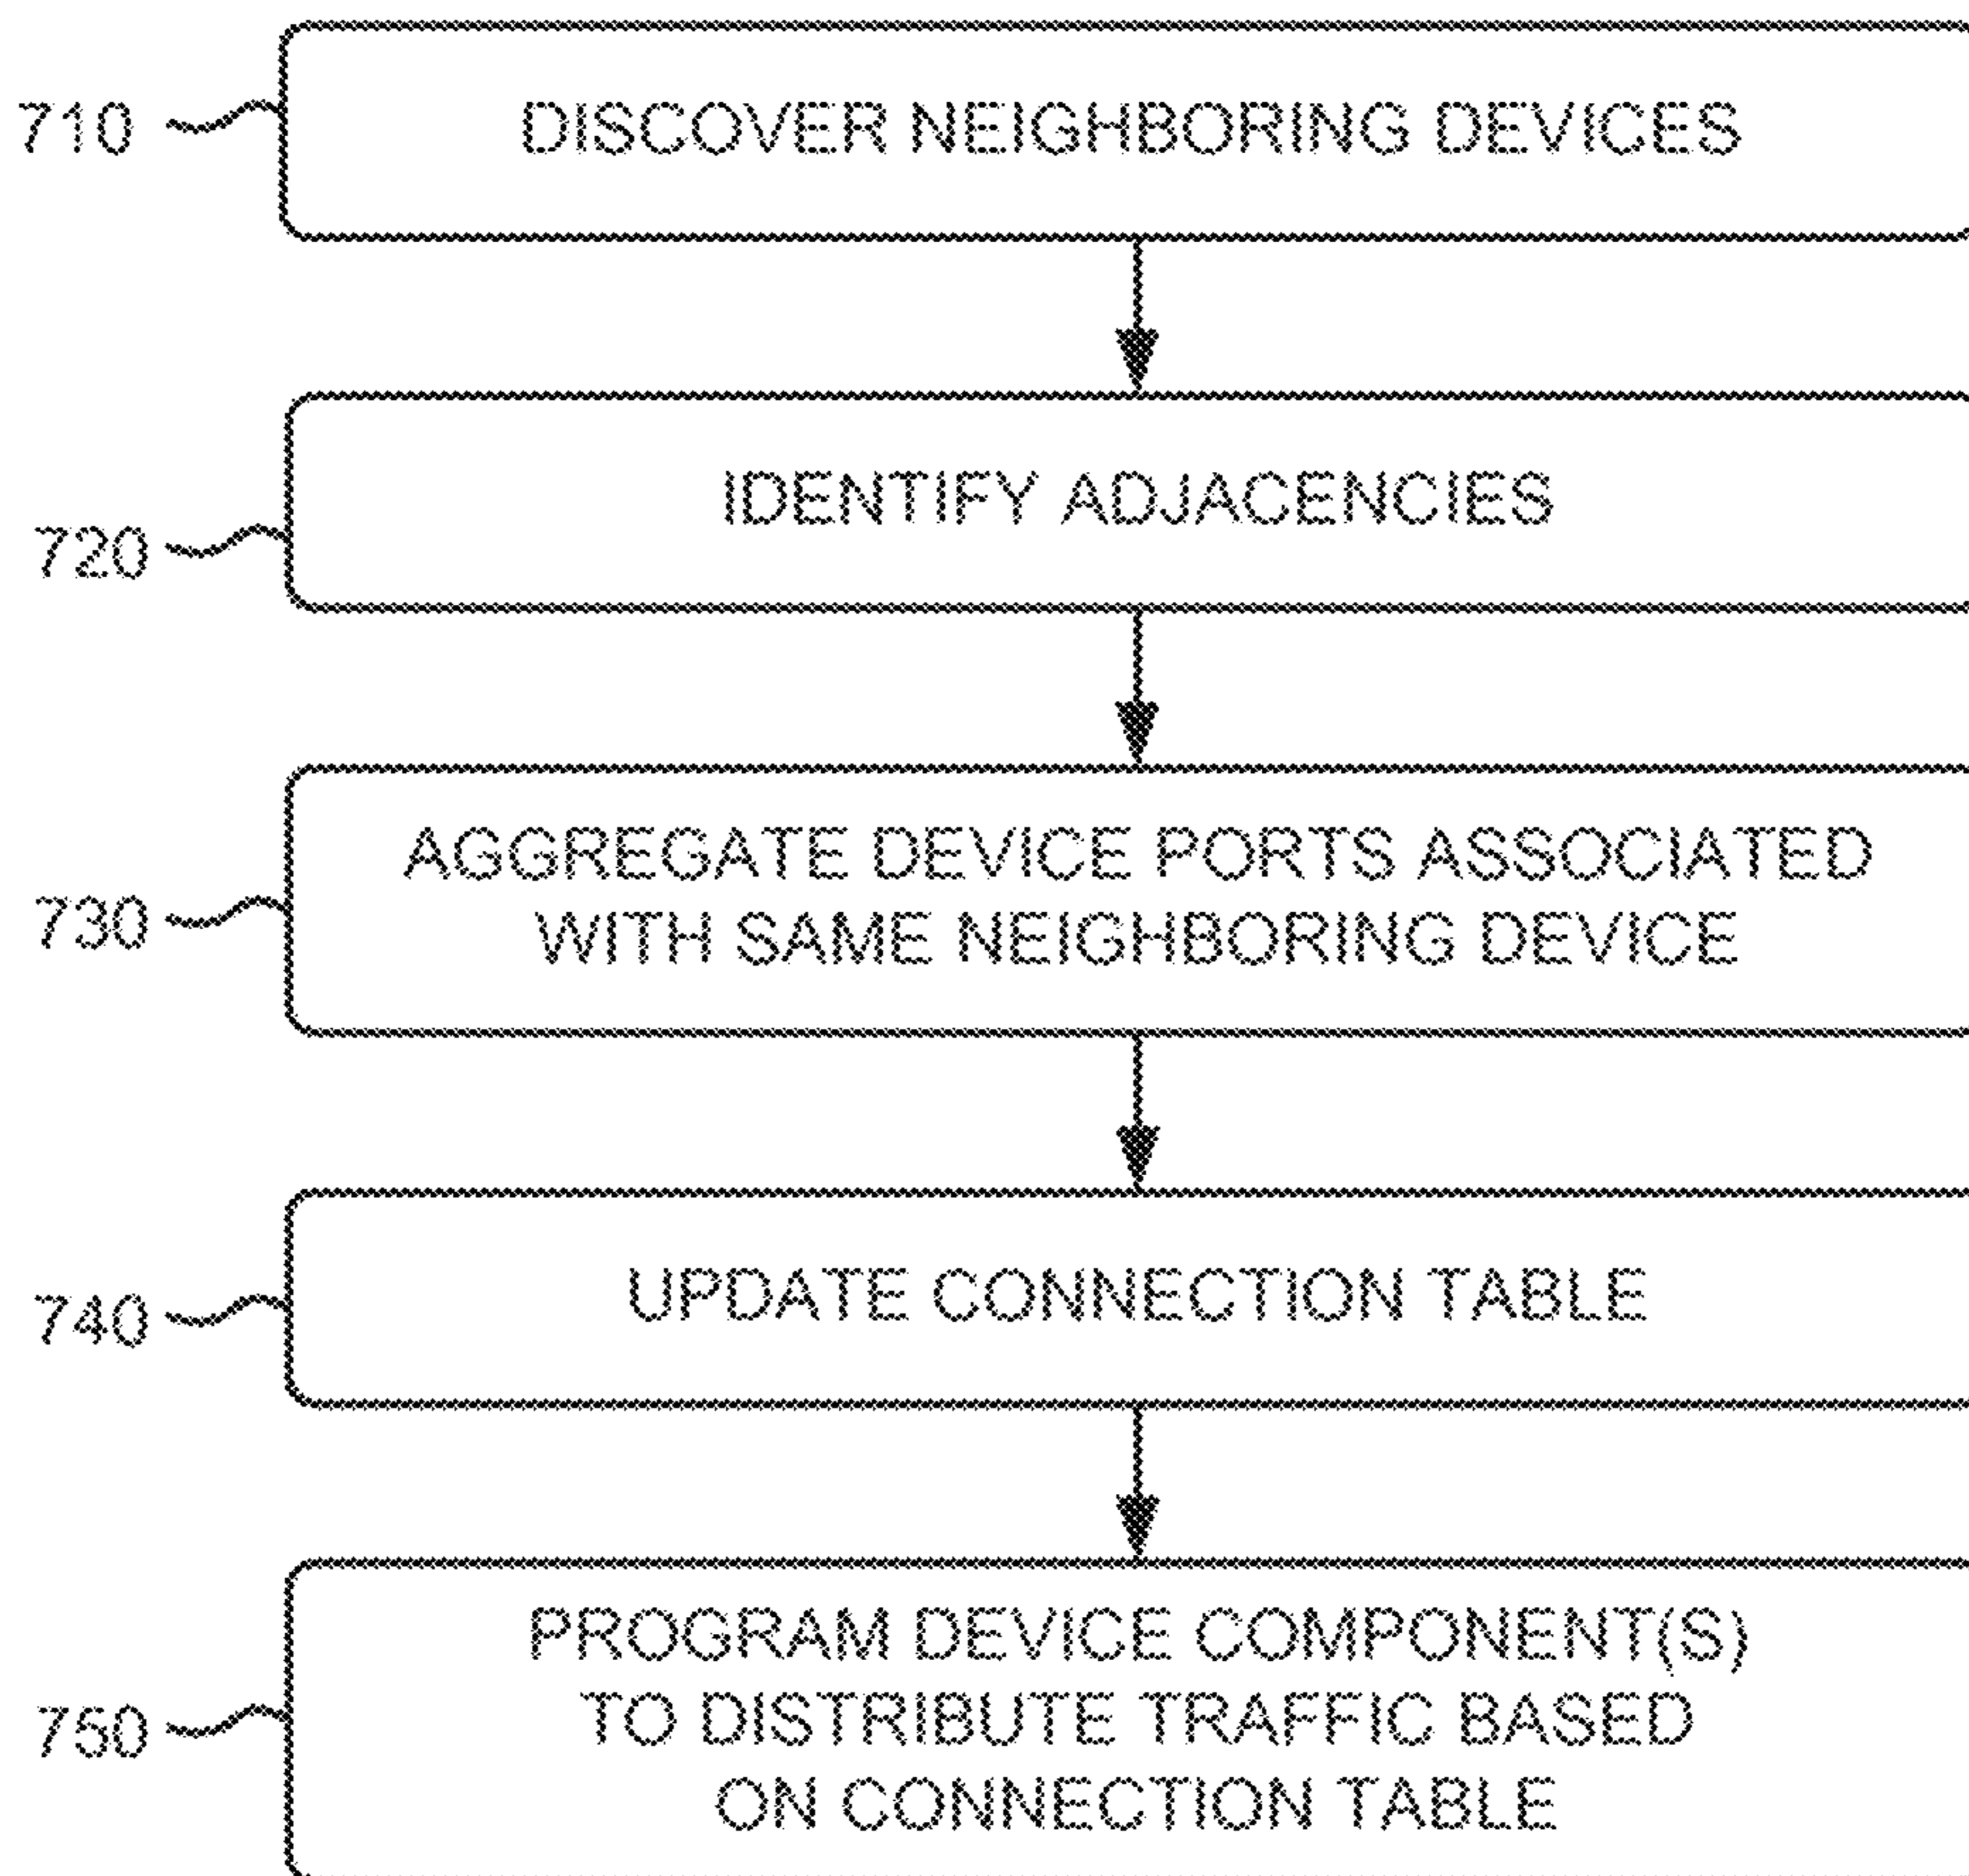 710 DISCOVER NEIGHBORING DEVICES
720 IDENTIFY ADJACENCIES
730 AGGREGATE DEVICE PORTS ASSOCIATED
WITH SAME NEIGHBORING DEVICE
740 UPDATE CONNECTION TABLE
750 PROGRAM DEVICE COMPONENT(S)
TO DISTRIBUTE TRAFFIC BASED
ON CONNECTION TABLE